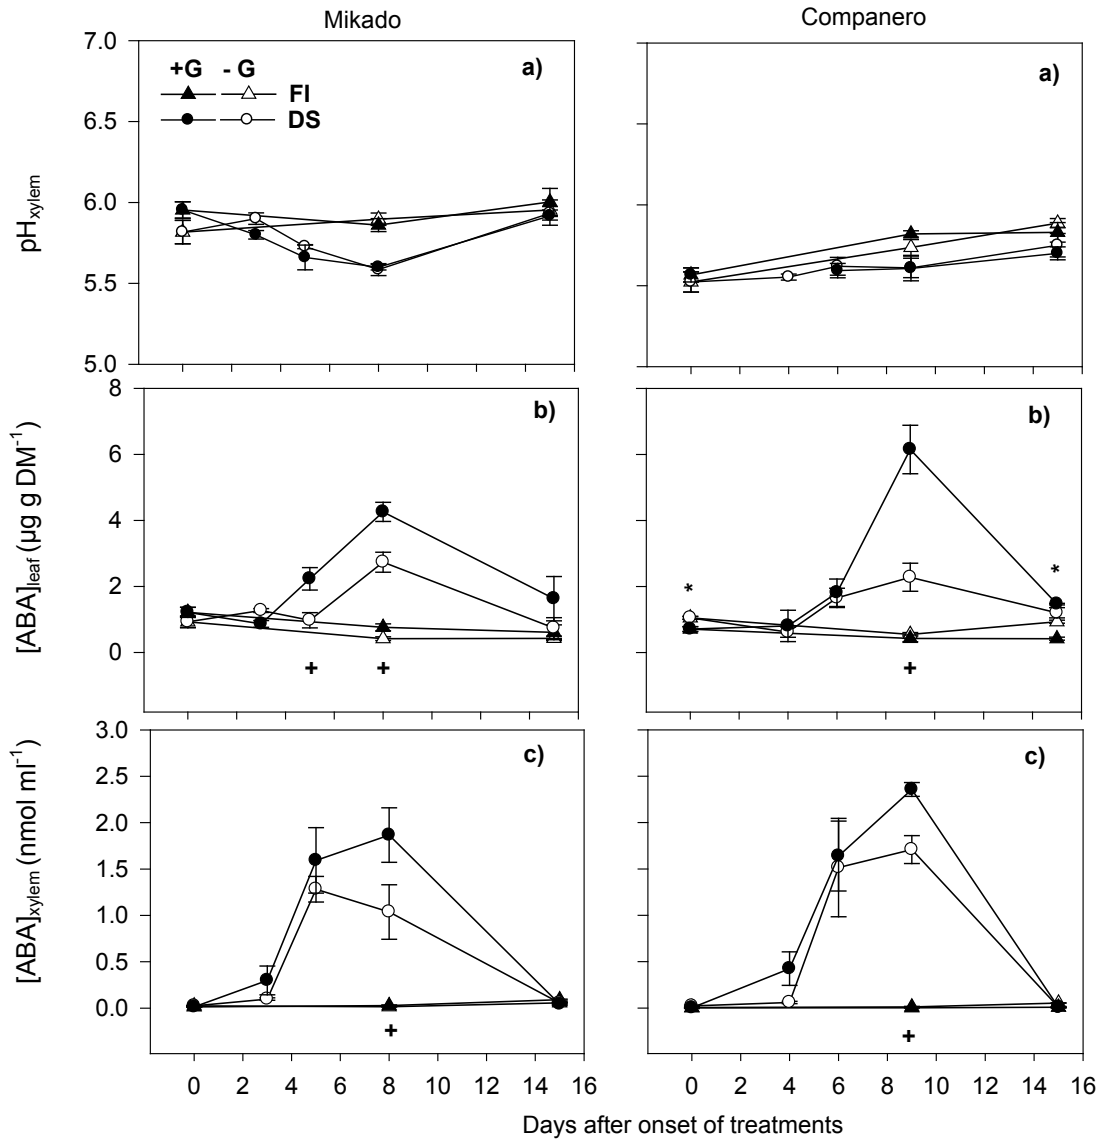 Mikado
Companero
7.0
6.5
6.0
5.5
5.0
pH xylem
+G - G
FI
DS
a)
a)
8
6
4
2
0
[ABA] leaf (µg g DM⁻¹)
b)
+ +
b)
* *
+
3.0
2.5
2.0
1.5
1.0
0.5
0.0
[ABA] xylem (nmol ml⁻¹)
c)
+
c)
+
0 2 4 6 8 10 12 14 16
0 2 4 6 8 10 12 14 16
Days after onset of treatments